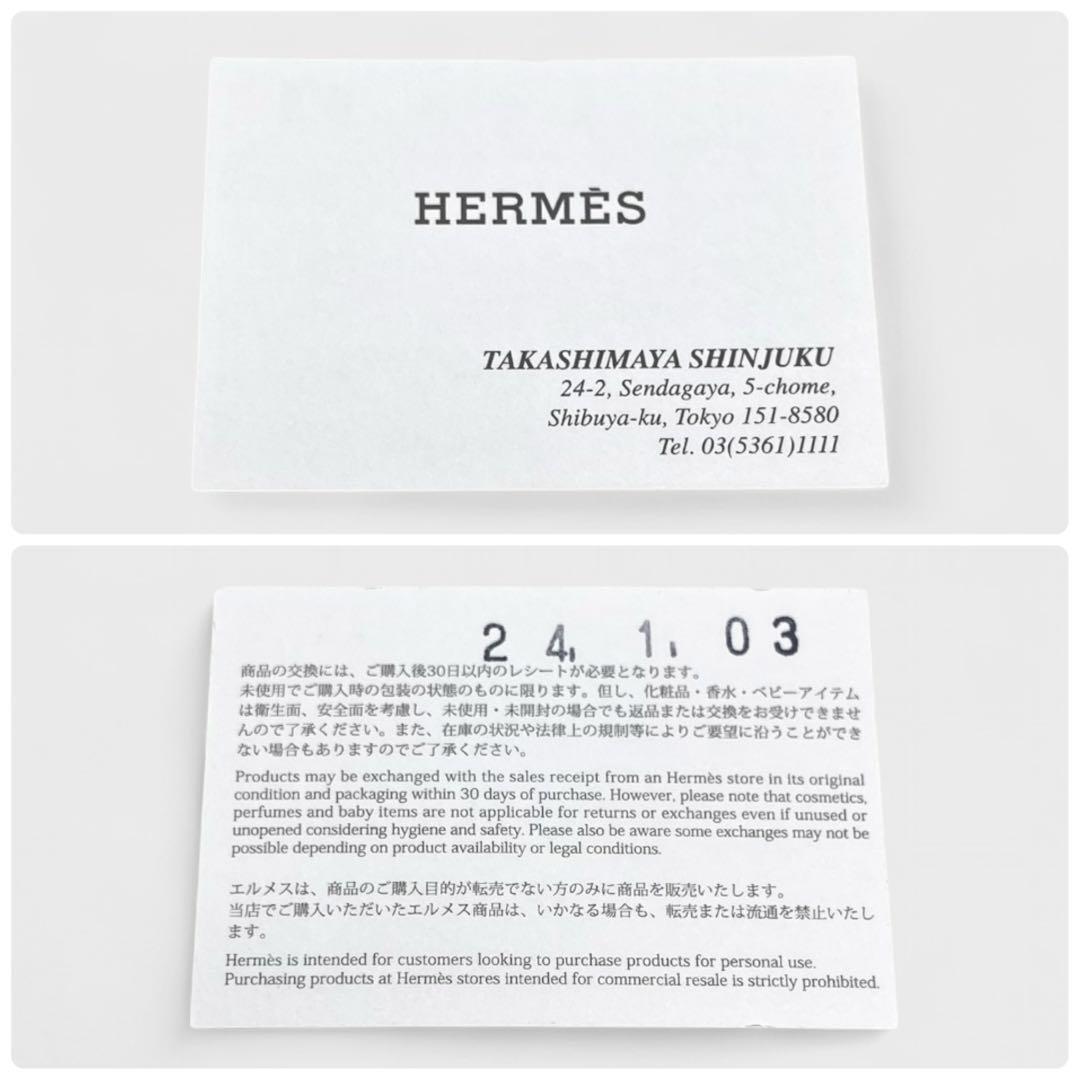 HERMÈS
TAKASHIMAYA SHINJUKU
24-2, Sendagaya, 5-chome,
Shibuya-ku, Tokyo 151-8580
Tel. 03(5361)1111
24. 1. 03
商品の交換には、ご購入後30日以内のレシートが必要となります。
未使用でご購入時の包装の状態のものに限ります。但し、化粧品・香水・ベビーアイテム
は衛生面、安全面を考慮し、未使用・未開封の場合でも返品または交換をお受けできませ
んので了承ください。また、在庫の状況や法律上の規制等によりご要望に沿うことができ
ない場合もありますのでご了承ください。
Products may be exchanged with the sales receipt from an Hermès store in its original
condition and packaging within 30 days of purchase. However, please note that cosmetics,
perfumes and baby items are not applicable for returns or exchanges even if unused or
unopened considering hygiene and safety. Please also be aware some exchanges may not be
possible depending on product availability or legal conditions.
エルメスは、商品のご購入目的が転売でない方のみに商品を販売いたします。
当店でご購入いただいたエルメス商品は、いかなる場合も、転売または流通を禁止いたし
ます。
Hermès is intended for customers looking to purchase products for personal use.
Purchasing products at Hermès stores intended for commercial resale is strictly prohibited.